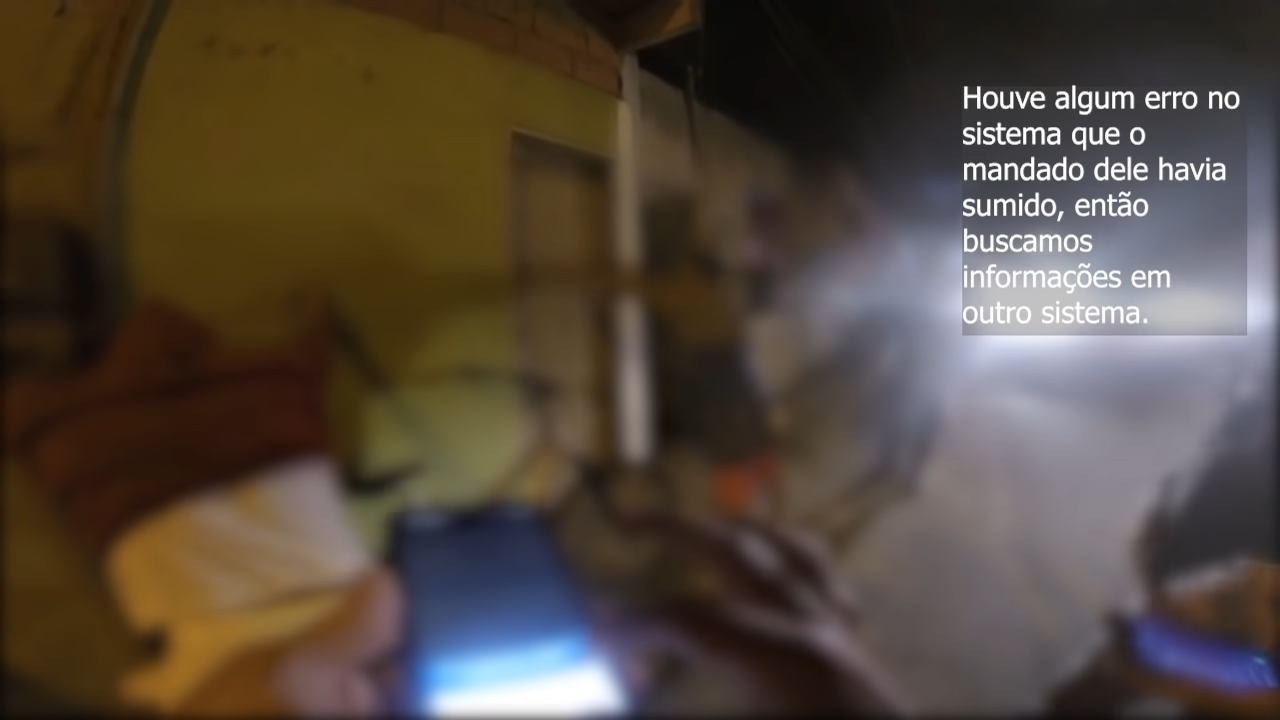 Houve algum erro no
sistema que o
mandado dele havia
sumido, então
buscamos
informações em
outro sistema.